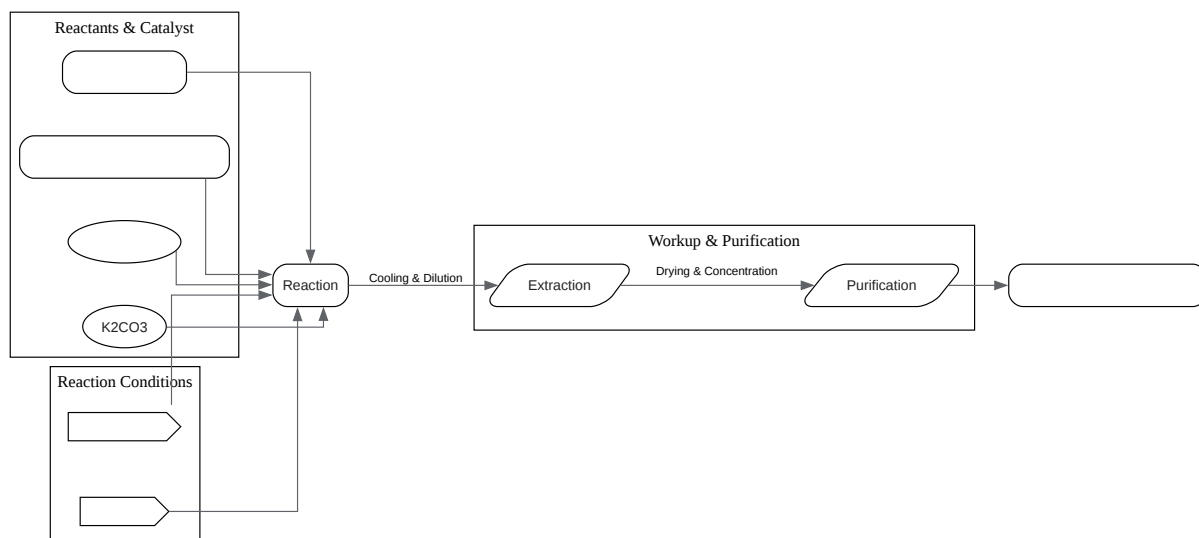 Reactants & Catalyst
K2CO3
Reaction Conditions
Reaction
Cooling & Dilution
Workup & Purification
Extraction
Drying & Concentration
Purification